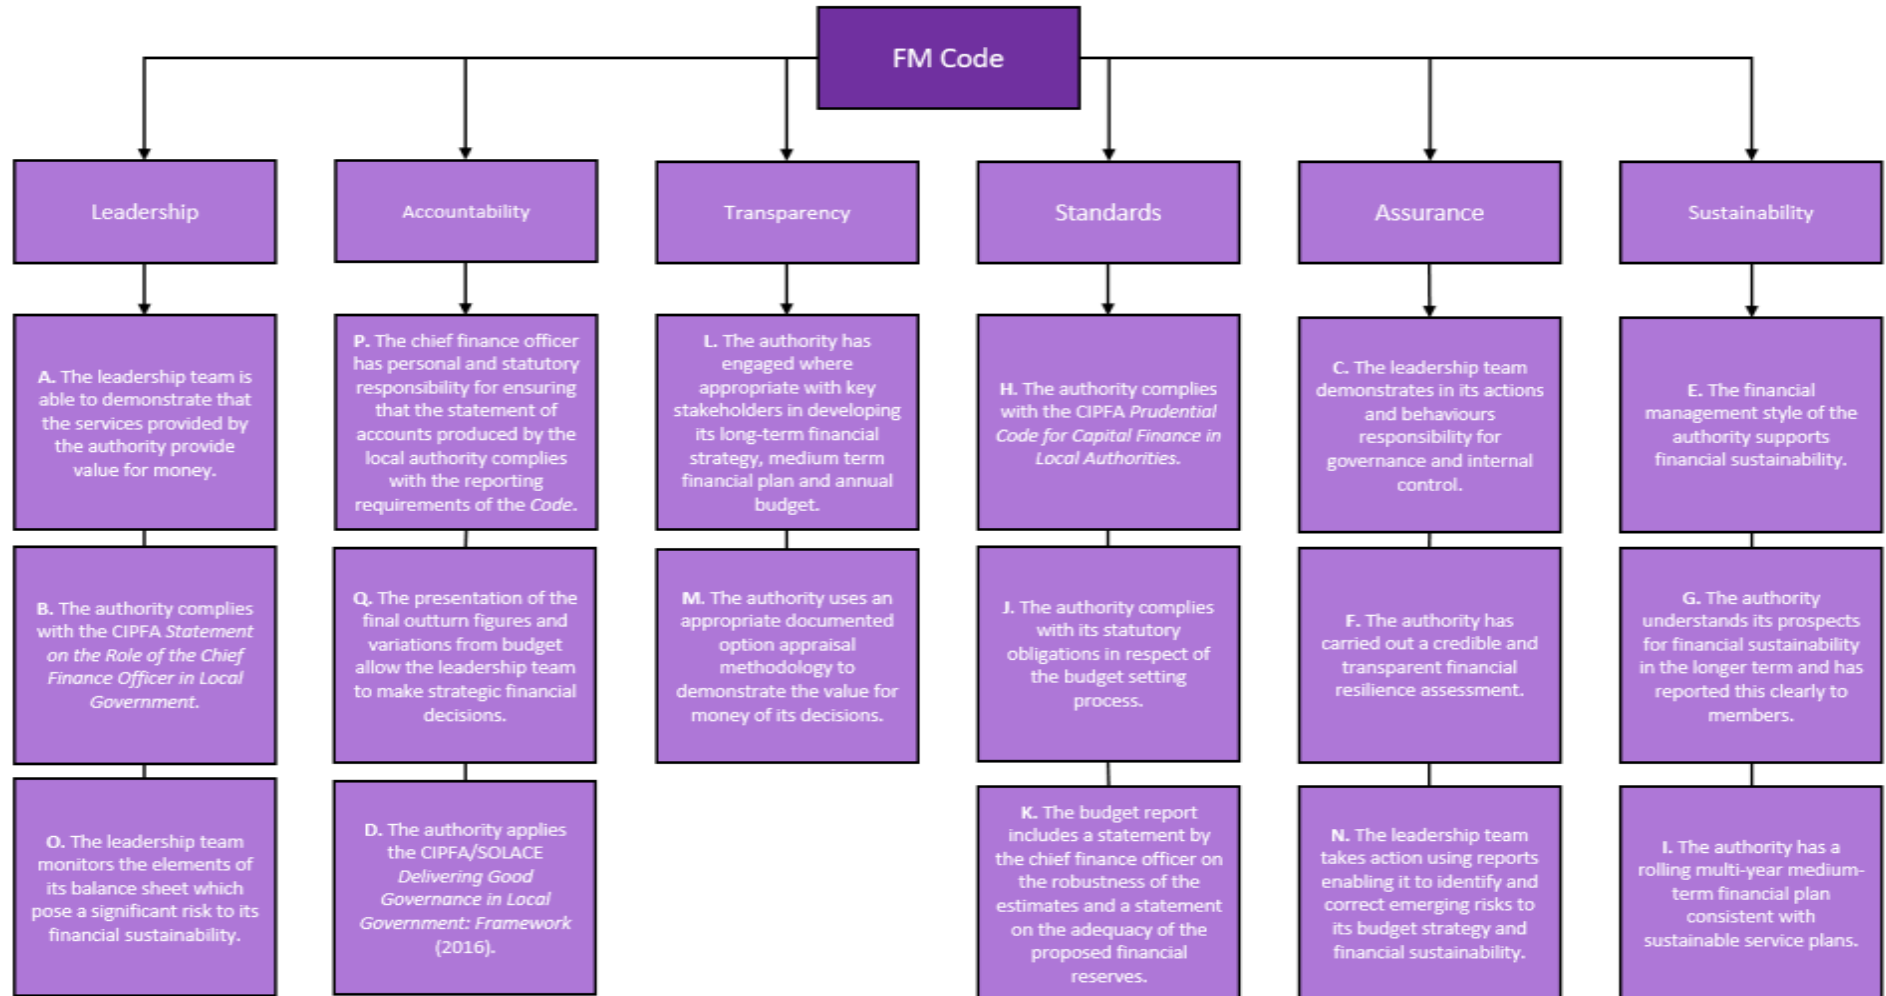 FM Code
Leadership
Accountability
Transparency
Standards
Assurance
Sustainability
A. The leadership team is
able to demonstrate that
the services provided by
the authority provide
value for money.
P. The chief finance officer
has personal and statutory
responsibility for ensuring
that the statement of
accounts produced by the
local authority complies
with the reporting
requirements of the Code.
L. The authority has
engaged where
appropriate with key
stakeholders in developing
its long-term financial
strategy, medium term
financial plan and annual
budget.
H. The authority complies
with the CIPFA Prudential
Code for Capital Finance in
Local Authorities.
C. The leadership team
demonstrates in its actions
and behaviours
responsibility for
governance and internal
control.
E. The financial
management style of the
authority supports
financial sustainability.
B. The authority complies
with the CIPFA Statement
on the Role of the Chief
Finance Officer in Local
Government.
Q. The presentation of the
final outturn figures and
variations from budget
allow the leadership team
to make strategic financial
decisions.
M. The authority uses an
appropriate documented
option appraisal
methodology to
demonstrate the value for
money of its decisions.
J. The authority complies
with its statutory
obligations in respect of
the budget setting
process.
F. The authority has
carried out a credible and
transparent financial
resilience assessment.
G. The authority
understands its prospects
for financial sustainability
in the longer term and has
reported this clearly to
members.
O. The leadership team
monitors the elements of
its balance sheet which
pose a significant risk to its
financial sustainability.
D. The authority applies
the CIPFA/SOLACE
Delivering Good
Governance in Local
Government: Framework
(2016).
K. The budget report
includes a statement by
the chief finance officer on
the robustness of the
estimates and a statement
on the adequacy of the
proposed financial
reserves.
N. The leadership team
takes action using reports
enabling it to identify and
correct emerging risks to
its budget strategy and
financial sustainability.
I. The authority has a
rolling multi-year medium-
term financial plan
consistent with
sustainable service plans.